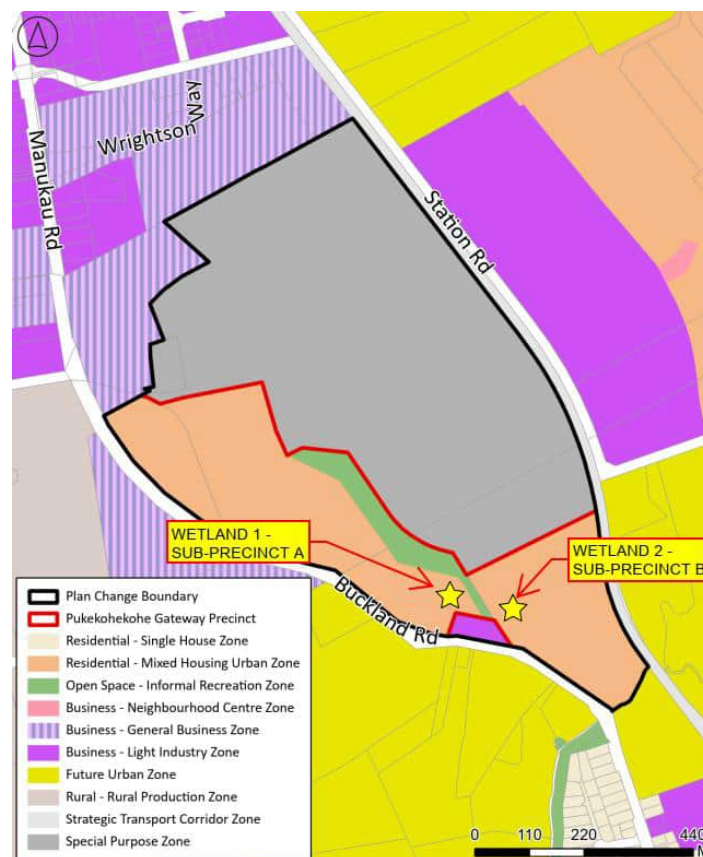 Wrightson
Way
Manukau Rd
Station Rd
WETLAND 1 -
SUB-PRECINCT A
WETLAND 2 -
SUB-PRECINCT B
Buckland Rd
Plan Change Boundary
Pukekohekohe Gateway Precinct
Residential - Single House Zone
Residential - Mixed Housing Urban Zone
Open Space - Informal Recreation Zone
Business - Neighbourhood Centre Zone
Business - General Business Zone
Business - Light Industry Zone
Future Urban Zone
Rural - Rural Production Zone
Strategic Transport Corridor Zone
Special Purpose Zone
0 110 220 440
M